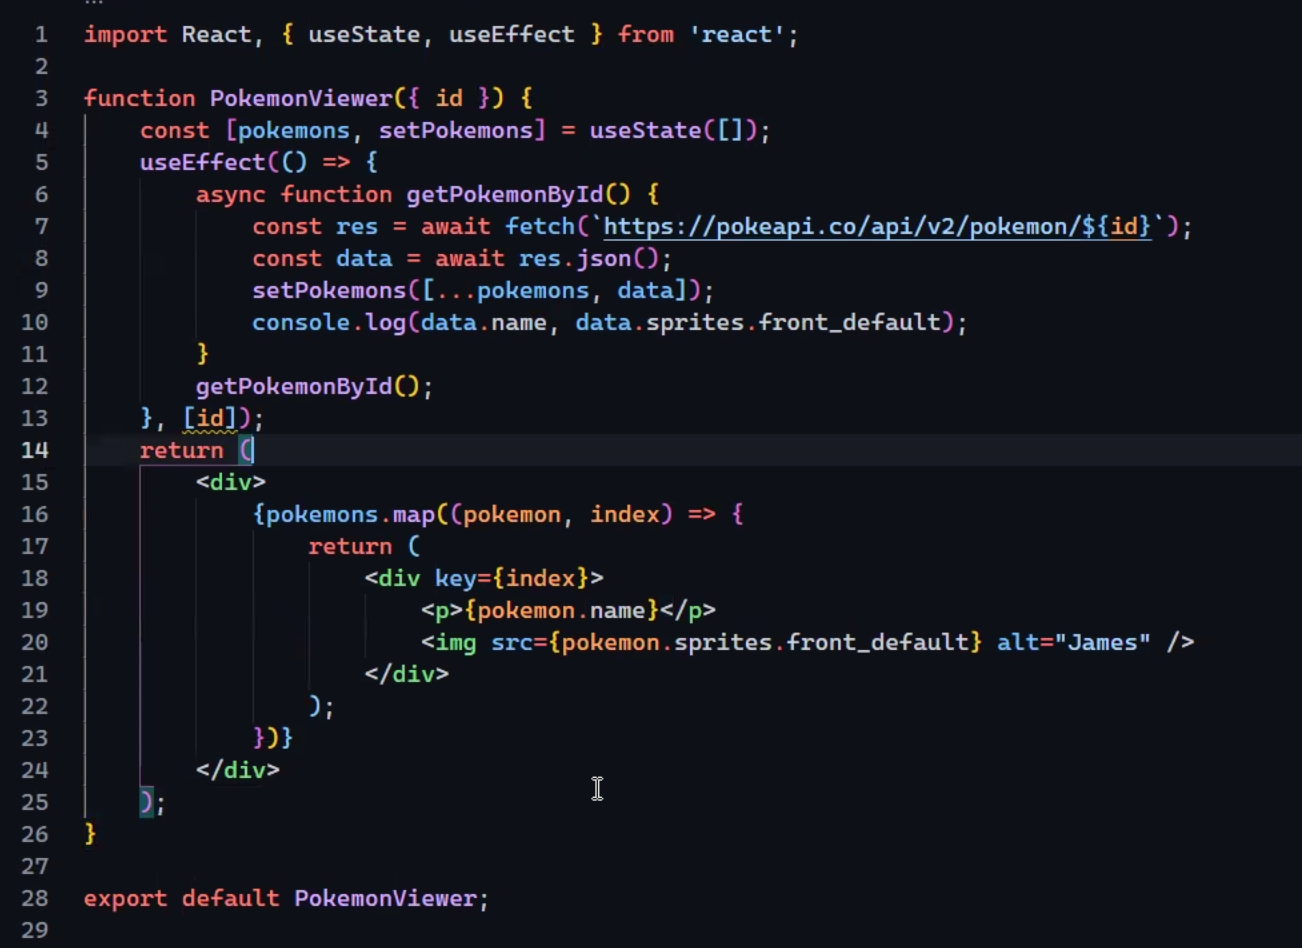 1 import React, { useState, useEffect } from 'react';
2
3 function PokemonViewer({ id }) {
4     const [pokemons, setPokemons] = useState([]);
5     useEffect(() => {
6         async function getPokemonById() {
7             const res = await fetch(`https://pokeapi.co/api/v2/pokemon/${id}`);
8             const data = await res.json();
9             setPokemons([...pokemons, data]);
10             console.log(data.name, data.sprites.front_default);
11         }
12         getPokemonById();
13     }, [id]);
14     return (
15         <div>
16             {pokemons.map((pokemon, index) => {
17                 return (
18                     <div key={index}>
19                         <p>{pokemon.name}</p>
20                         <img src={pokemon.sprites.front_default} alt="James" />
21                     </div>
22                 );
23             })}
24         </div>
25     );
26 }
27
28 export default PokemonViewer;
29